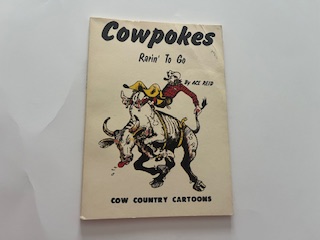 Cowpokes
Rarin' To Go
By ACE REID
COW COUNTRY CARTOONS